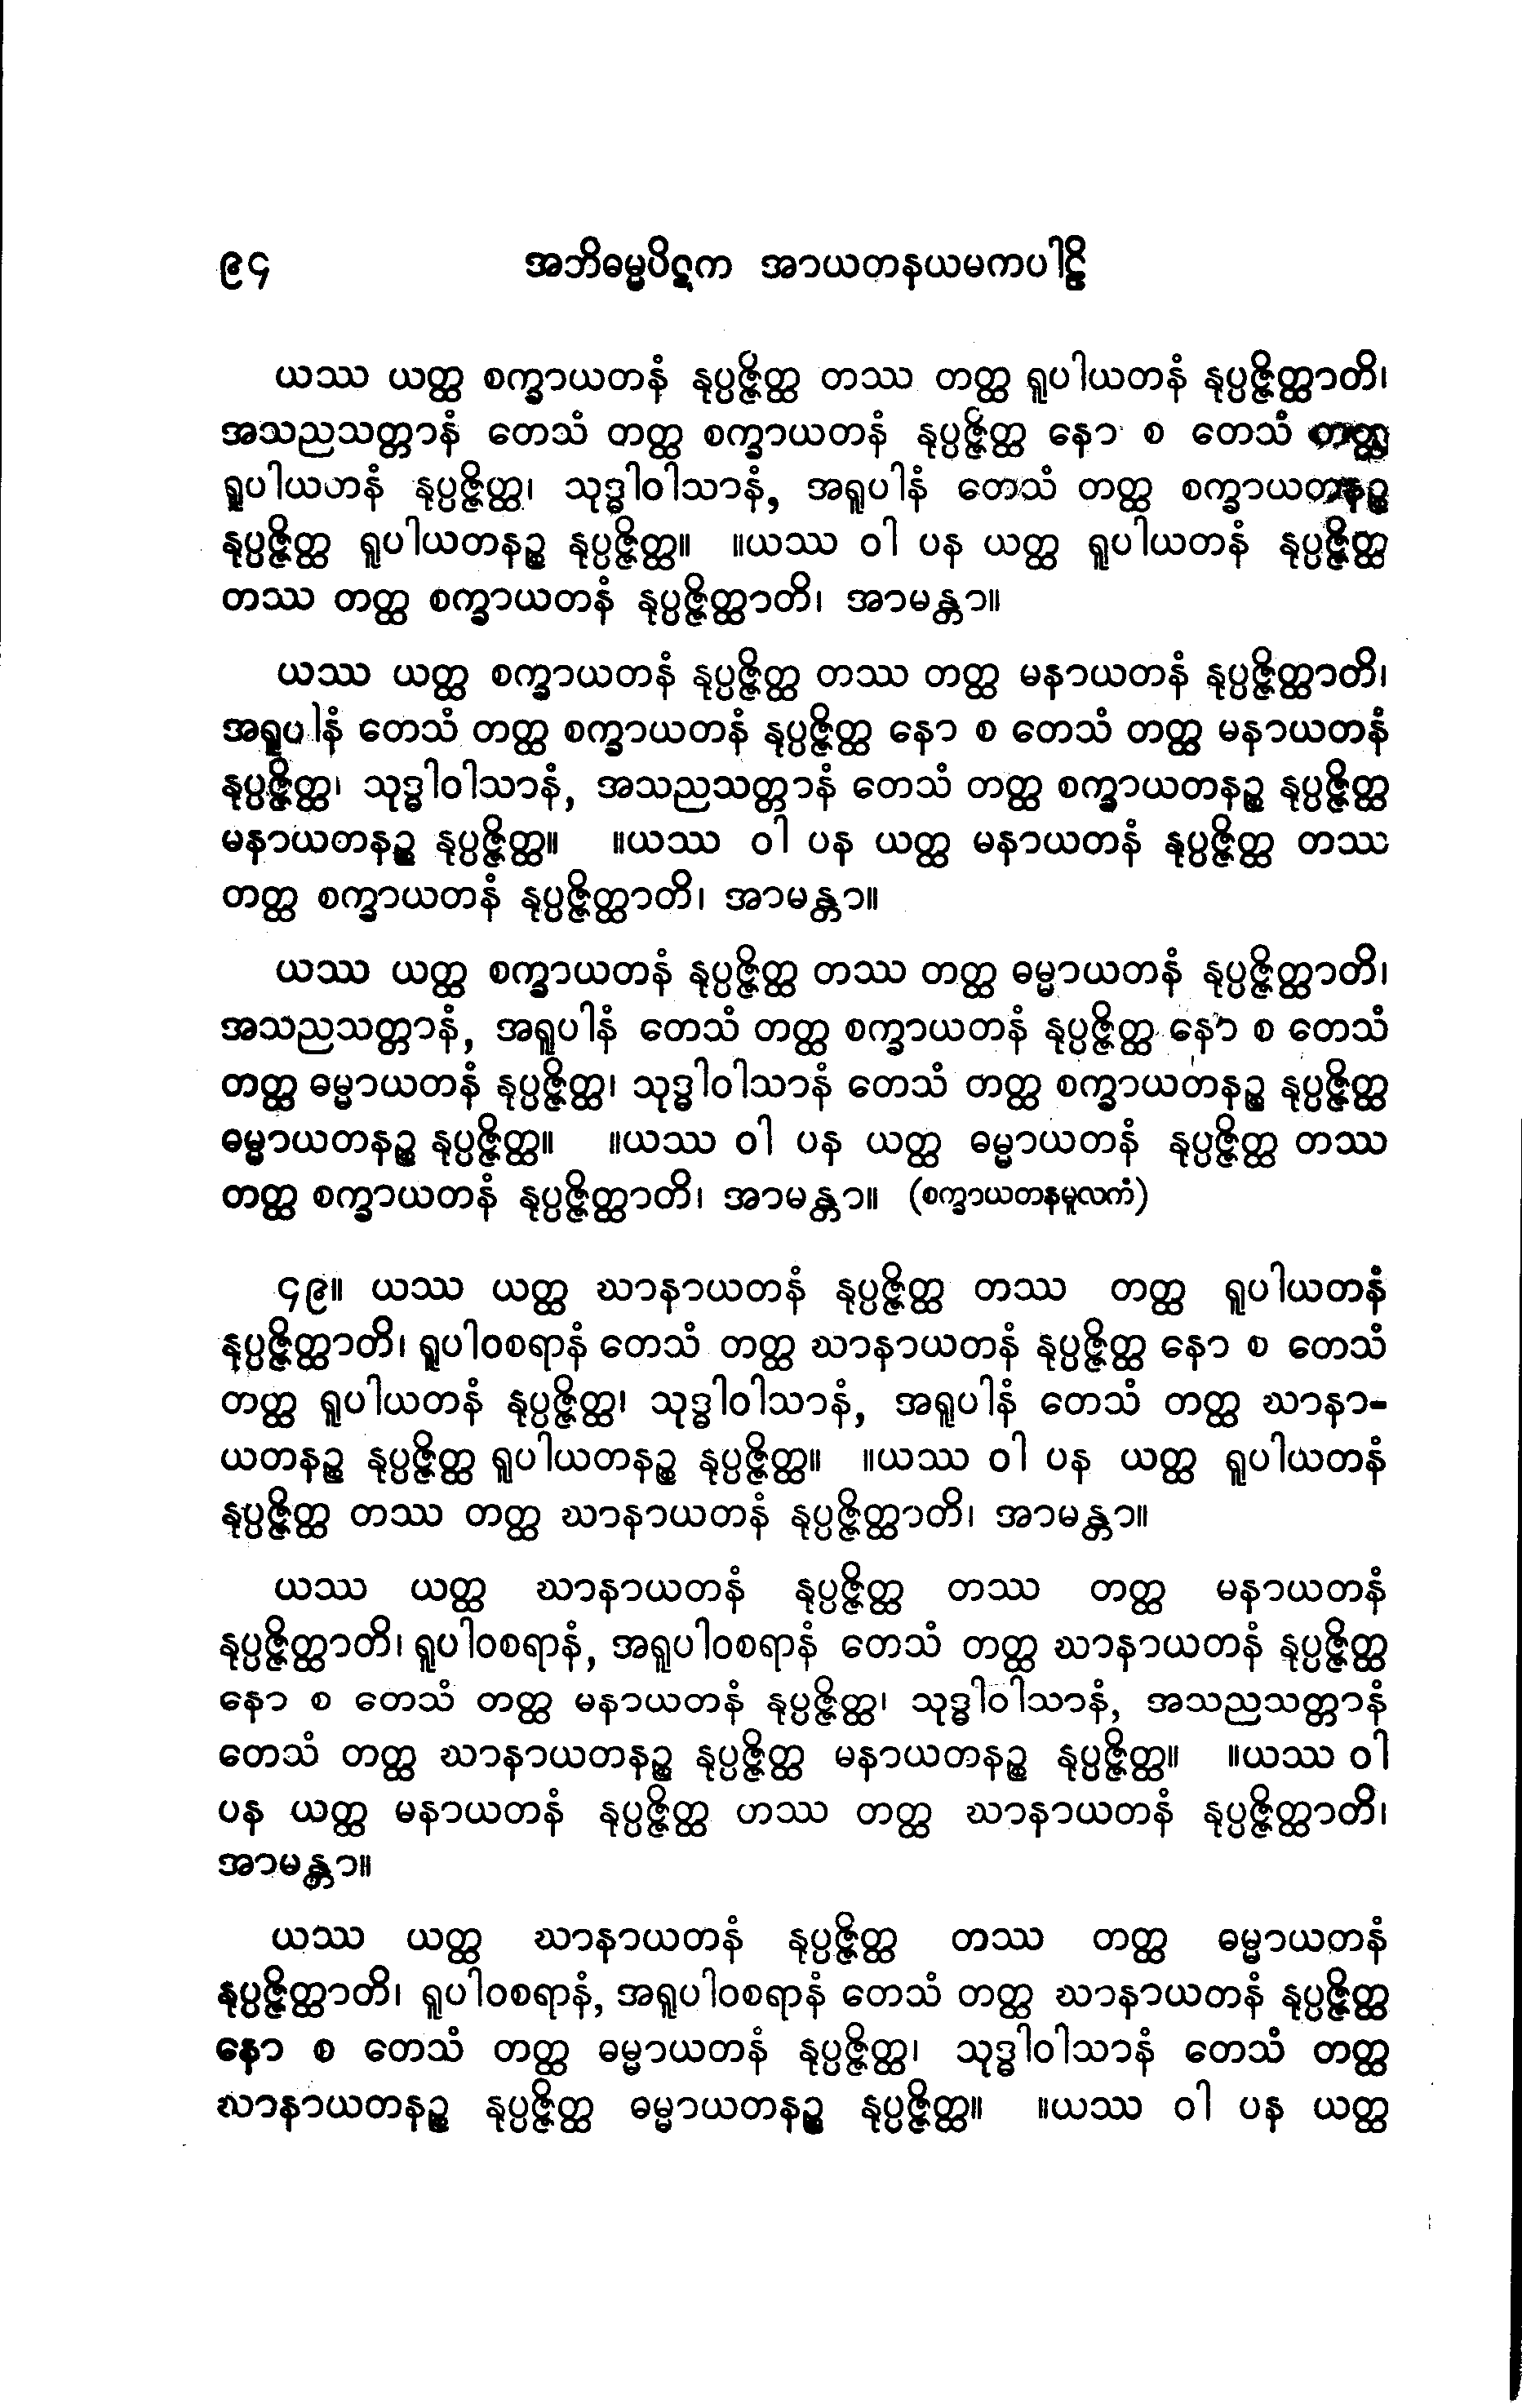 ၉၄ အဘိဓမ္မပိဋက အာယတနယမကပါဠိ
ယဿ ယတ္ထ စက္ခာယတနံ နုပ္ပဇ္ဇိတ္ထ တဿ တတ္ထ ရူပါယတနံ နုပ္ပဇ္ဇိတ္ထာတိ၊
အသညသတ္တာနံ တေသံ တတ္ထ စက္ခာယတနံ နုပ္ပဇ္ဇိတ္ထ နော စ တေသံ တတ္ထ
ရူပါယတနံ နုပ္ပဇ္ဇိတ္ထ၊ သုဒ္ဓါဝါသာနံ, အရူပါနံ တေသံ တတ္ထ စက္ခာယတနဉ္စ
နုပ္ပဇ္ဇိတ္ထ ရူပါယတနဉ္စ နုပ္ပဇ္ဇိတ္ထ။ ။ယဿ ဝါ ပန ယတ္ထ ရူပါယတနံ နုပ္ပဇ္ဇိတ္ထ
တဿ တတ္ထ စက္ခာယတနံ နုပ္ပဇ္ဇိတ္ထာတိ၊ အာမန္တာ။
ယဿ ယတ္ထ စက္ခာယတနံ နုပ္ပဇ္ဇိတ္ထ တဿ တတ္ထ မနာယတနံ နုပ္ပဇ္ဇိတ္ထာတိ၊
အရူပါနံ တေသံ တတ္ထ စက္ခာယတနံ နုပ္ပဇ္ဇိတ္ထ နော စ တေသံ တတ္ထ မနာယတနံ
နုပ္ပဇ္ဇိတ္ထ၊ သုဒ္ဓါဝါသာနံ, အသညသတ္တာနံ တေသံ တတ္ထ စက္ခာယတနဉ္စ နုပ္ပဇ္ဇိတ္ထ
မနာယတနဉ္စ နုပ္ပဇ္ဇိတ္ထ။ ။ယဿ ဝါ ပန ယတ္ထ မနာယတနံ နုပ္ပဇ္ဇိတ္ထ တဿ
တတ္ထ စက္ခာယတနံ နုပ္ပဇ္ဇိတ္ထာတိ၊ အာမန္တာ။
ယဿ ယတ္ထ စက္ခာယတနံ နုပ္ပဇ္ဇိတ္ထ တဿ တတ္ထ ဓမ္မာယတနံ နုပ္ပဇ္ဇိတ္ထာတိ၊
အသညသတ္တာနံ, အရူပါနံ တေသံ တတ္ထ စက္ခာယတနံ နုပ္ပဇ္ဇိတ္ထ နော စ တေသံ
တတ္ထ ဓမ္မာယတနံ နုပ္ပဇ္ဇိတ္ထ၊ သုဒ္ဓါဝါသာနံ တေသံ တတ္ထ စက္ခာယတနဉ္စ နုပ္ပဇ္ဇိတ္ထ
ဓမ္မာယတနဉ္စ နုပ္ပဇ္ဇိတ္ထ။ ။ယဿ ဝါ ပန ယတ္ထ ဓမ္မာယတနံ နုပ္ပဇ္ဇိတ္ထ တဿ
တတ္ထ စက္ခာယတနံ နုပ္ပဇ္ဇိတ္ထာတိ၊ အာမန္တာ။ (စက္ခာယတနမူလကံ)
၄၉။ ယဿ ယတ္ထ ဃာနာယတနံ နုပ္ပဇ္ဇိတ္ထ တဿ တတ္ထ ရူပါယတနံ
နုပ္ပဇ္ဇိတ္ထာတိ၊ ရူပါဝစရာနံ တေသံ တတ္ထ ဃာနာယတနံ နုပ္ပဇ္ဇိတ္ထ နော စ တေသံ
တတ္ထ ရူပါယတနံ နုပ္ပဇ္ဇိတ္ထ၊ သုဒ္ဓါဝါသာနံ, အရူပါနံ တေသံ တတ္ထ ဃာနာ-
ယတနဉ္စ နုပ္ပဇ္ဇိတ္ထ ရူပါယတနဉ္စ နုပ္ပဇ္ဇိတ္ထ။ ။ယဿ ဝါ ပန ယတ္ထ ရူပါယတနံ
နုပ္ပဇ္ဇိတ္ထ တဿ တတ္ထ ဃာနာယတနံ နုပ္ပဇ္ဇိတ္ထာတိ၊ အာမန္တာ။
ယဿ ယတ္ထ ဃာနာယတနံ နုပ္ပဇ္ဇိတ္ထ တဿ တတ္ထ မနာယတနံ
နုပ္ပဇ္ဇိတ္ထာတိ၊ ရူပါဝစရာနံ, အရူပါဝစရာနံ တေသံ တတ္ထ ဃာနာယတနံ နုပ္ပဇ္ဇိတ္ထ
နော စ တေသံ တတ္ထ မနာယတနံ နုပ္ပဇ္ဇိတ္ထ၊ သုဒ္ဓါဝါသာနံ, အသညသတ္တာနံ
တေသံ တတ္ထ ဃာနာယတနဉ္စ နုပ္ပဇ္ဇိတ္ထ မနာယတနဉ္စ နုပ္ပဇ္ဇိတ္ထ။ ။ယဿ ဝါ
ပန ယတ္ထ မနာယတနံ နုပ္ပဇ္ဇိတ္ထ တဿ တတ္ထ ဃာနာယတနံ နုပ္ပဇ္ဇိတ္ထာတိ၊
အာမန္တာ။
ယဿ ယတ္ထ ဃာနာယတနံ နုပ္ပဇ္ဇိတ္ထ တဿ တတ္ထ ဓမ္မာယတနံ
နုပ္ပဇ္ဇိတ္ထာတိ၊ ရူပါဝစရာနံ, အရူပါဝစရာနံ တေသံ တတ္ထ ဃာနာယတနံ နုပ္ပဇ္ဇိတ္ထ
နော စ တေသံ တတ္ထ ဓမ္မာယတနံ နုပ္ပဇ္ဇိတ္ထ၊ သုဒ္ဓါဝါသာနံ တေသံ တတ္ထ
ဃာနာယတနဉ္စ နုပ္ပဇ္ဇိတ္ထ ဓမ္မာယတနဉ္စ နုပ္ပဇ္ဇိတ္ထ။ ။ယဿ ဝါ ပန ယတ္ထ